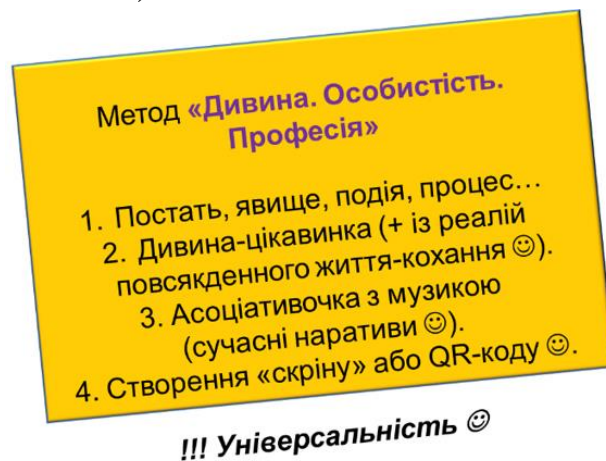 Метод «Дивина. Особистість.
Професія»
1. Постать, явище, подія, процес…
2. Дивина-цікавинка (+ із реалій
повсякденного життя-кохання ☺).
3. Асоціативочка з музикою
(сучасні наративи ☺).
4. Створення «скріну» або QR-коду ☺.
!!! Універсальність ☺